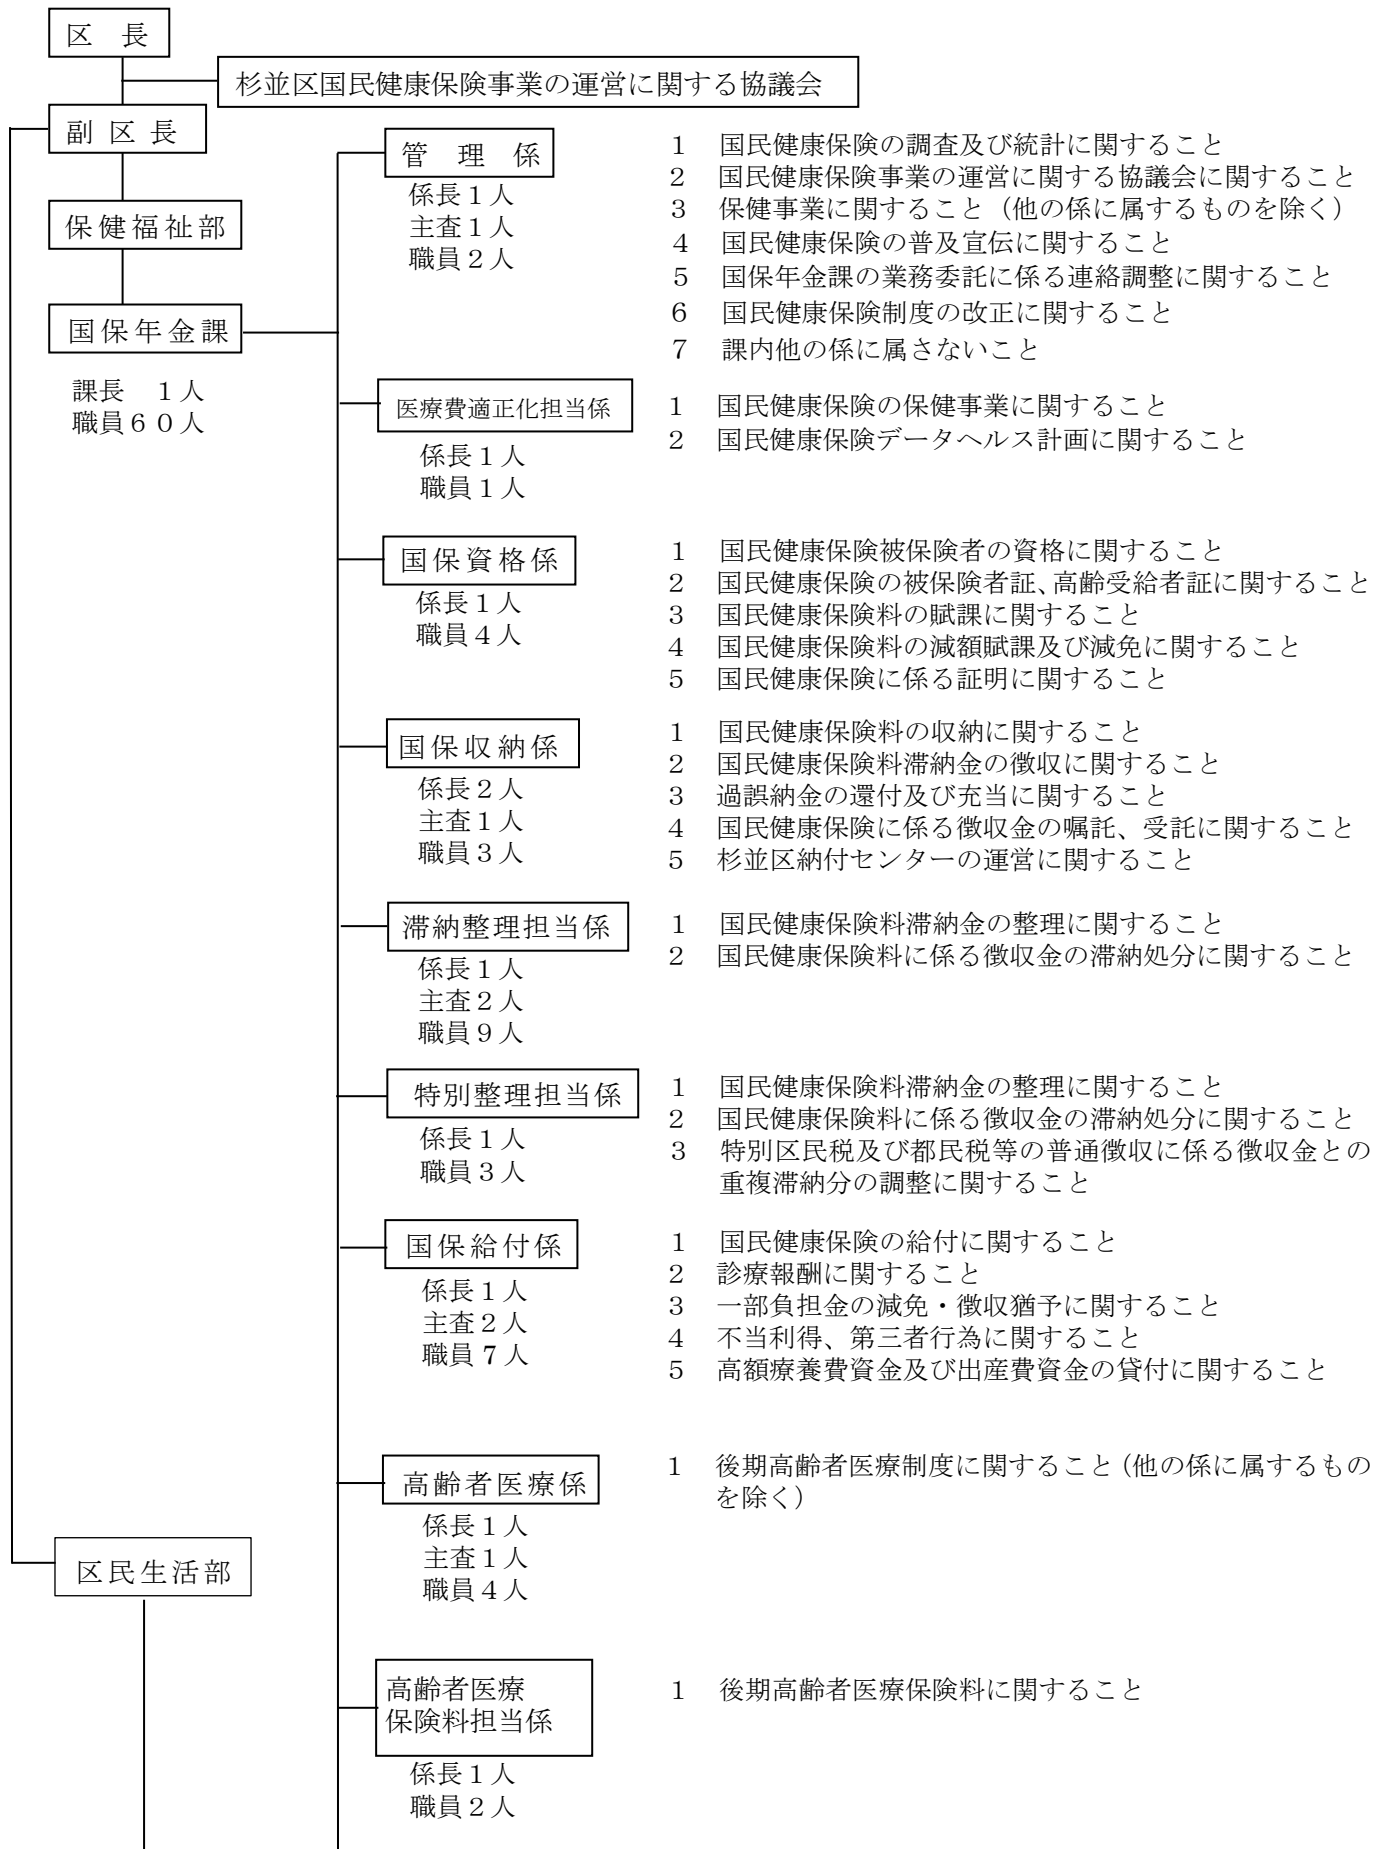 区　長
杉並区国民健康保険事業の運営に関する協議会
副 区 長
保健福祉部
国保年金課
課長　１人
職員６０人
管　理　係
係長１人
主査１人
職員２人
１　国民健康保険の調査及び統計に関すること
２　国民健康保険事業の運営に関する協議会に関すること
３　保健事業に関すること（他の係に属するものを除く）
４　国民健康保険の普及宣伝に関すること
５　国保年金課の業務委託に係る連絡調整に関すること
６　国民健康保険制度の改正に関すること
７　課内他の係に属さないこと
医療費適正化担当係
係長１人
職員１人
１　国民健康保険の保健事業に関すること
２　国民健康保険データヘルス計画に関すること
国保資格係
係長１人
職員４人
１　国民健康保険被保険者の資格に関すること
２　国民健康保険の被保険者証、高齢受給者証に関すること
３　国民健康保険料の賦課に関すること
４　国民健康保険料の減額賦課及び減免に関すること
５　国民健康保険に係る証明に関すること
国保収納係
係長２人
主査１人
職員３人
１　国民健康保険料の収納に関すること
２　国民健康保険料滞納金の徴収に関すること
３　過誤納金の還付及び充当に関すること
４　国民健康保険に係る徴収金の嘱託、受託に関すること
５　杉並区納付センターの運営に関すること
滞納整理担当係
係長１人
主査２人
職員９人
１　国民健康保険料滞納金の整理に関すること
２　国民健康保険料に係る徴収金の滞納処分に関すること
特別整理担当係
係長１人
職員３人
１　国民健康保険料滞納金の整理に関すること
２　国民健康保険料に係る徴収金の滞納処分に関すること
３　特別区民税及び都民税等の普通徴収に係る徴収金との
重複滞納分の調整に関すること
国保給付係
係長１人
主査２人
職員７人
１　国民健康保険の給付に関すること
２　診療報酬に関すること
３　一部負担金の減免・徴収猶予に関すること
４　不当利得、第三者行為に関すること
５　高額療養費資金及び出産費資金の貸付に関すること
高齢者医療係
係長１人
主査１人
職員４人
１　後期高齢者医療制度に関すること（他の係に属するもの
を除く）
区民生活部
高齢者医療
保険料担当係
係長１人
職員２人
１　後期高齢者医療保険料に関すること